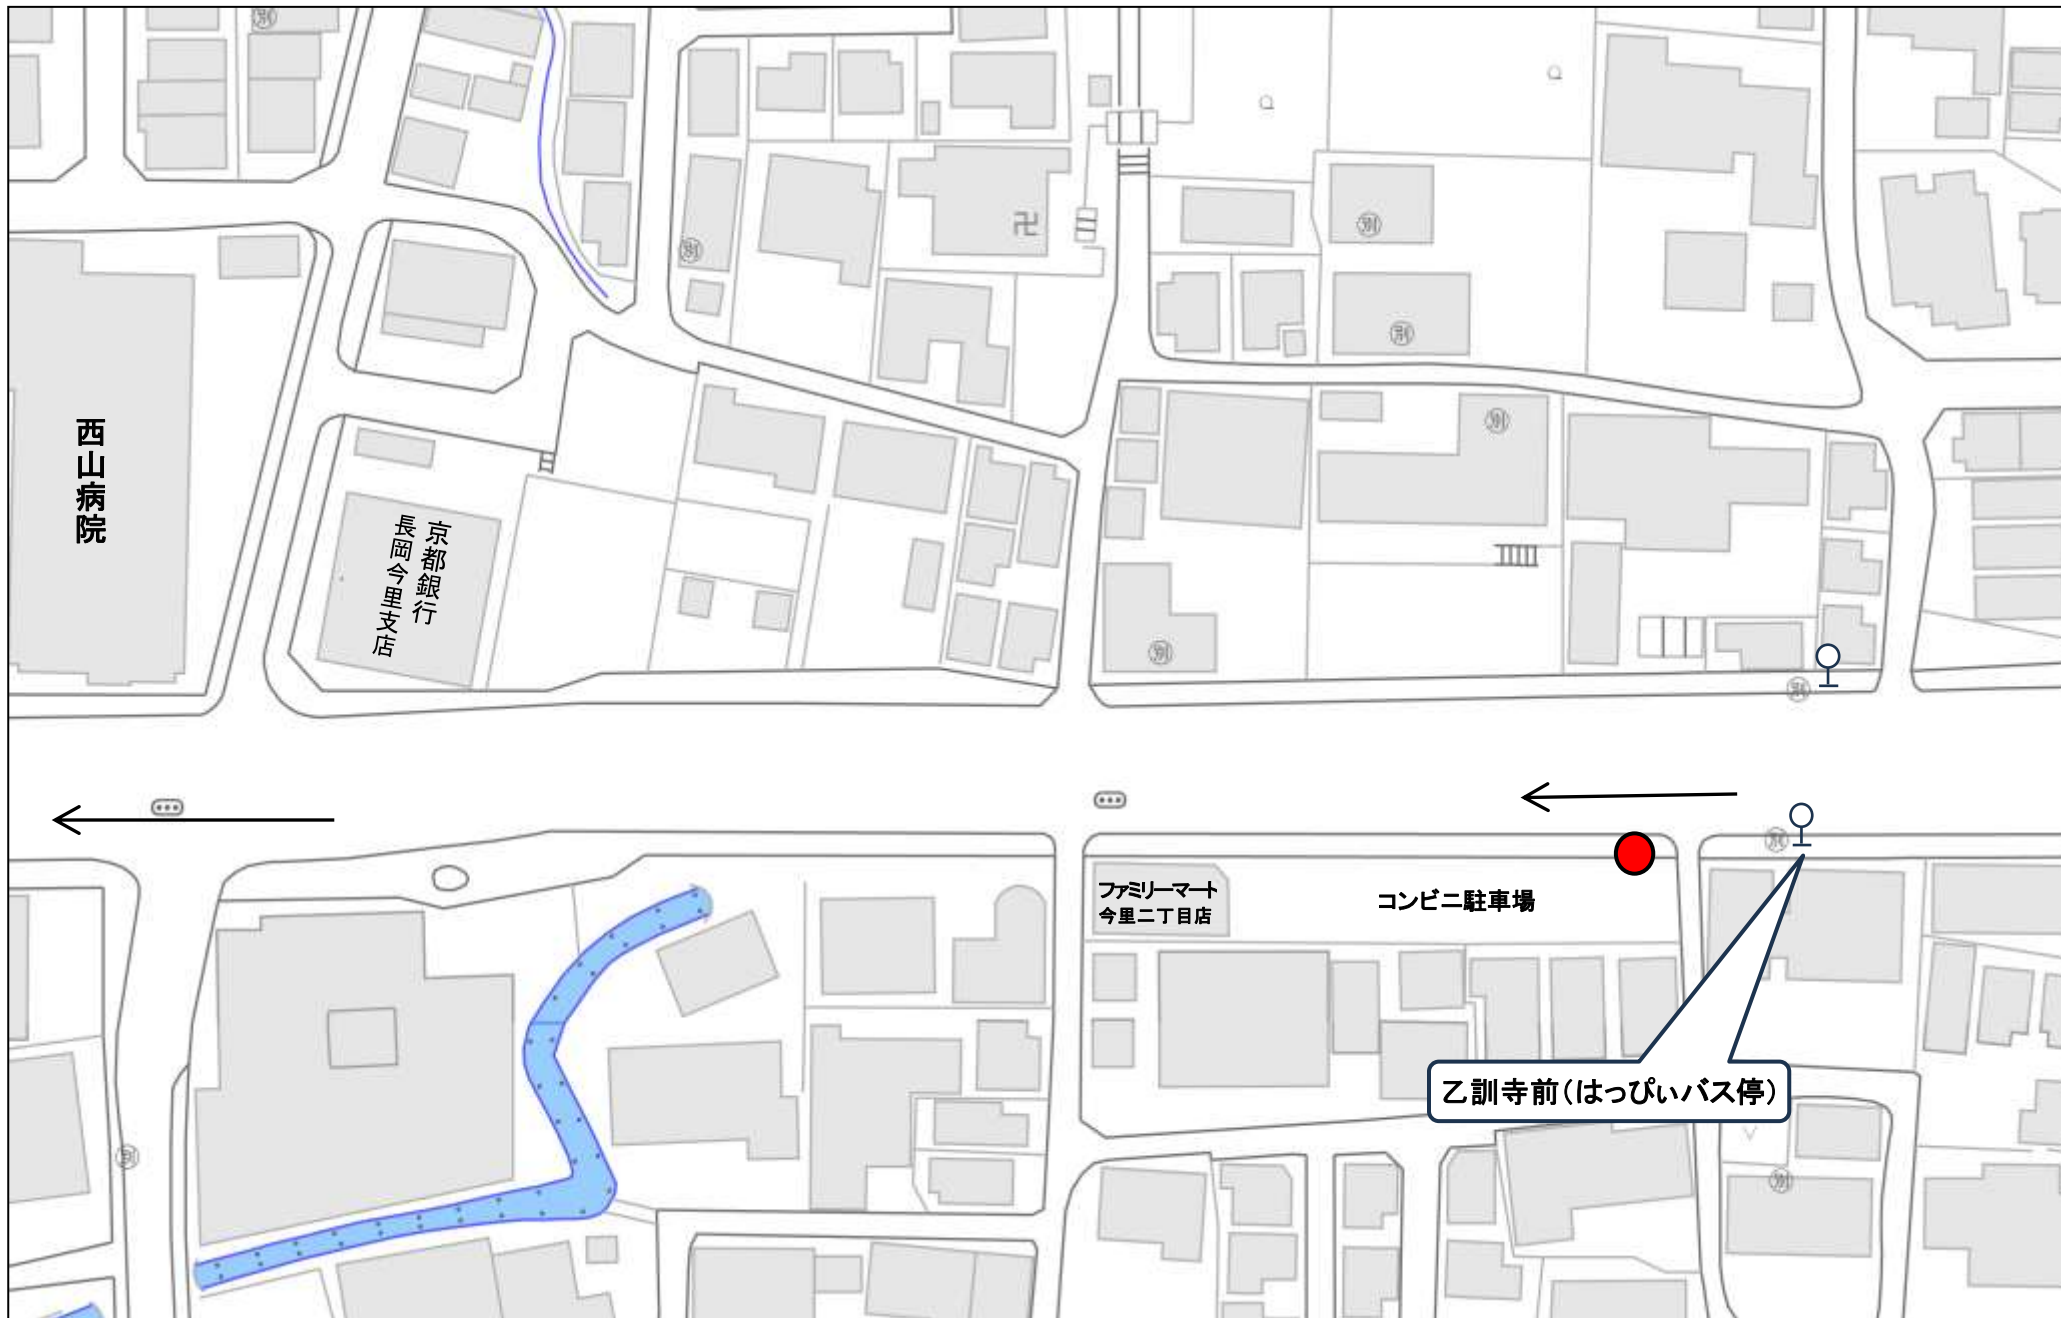 西山病院
京都銀行
長岡今里支店
ファミリーマート
今里二丁目店
コンビニ駐車場
乙訓寺前(はっぴぃバス停)